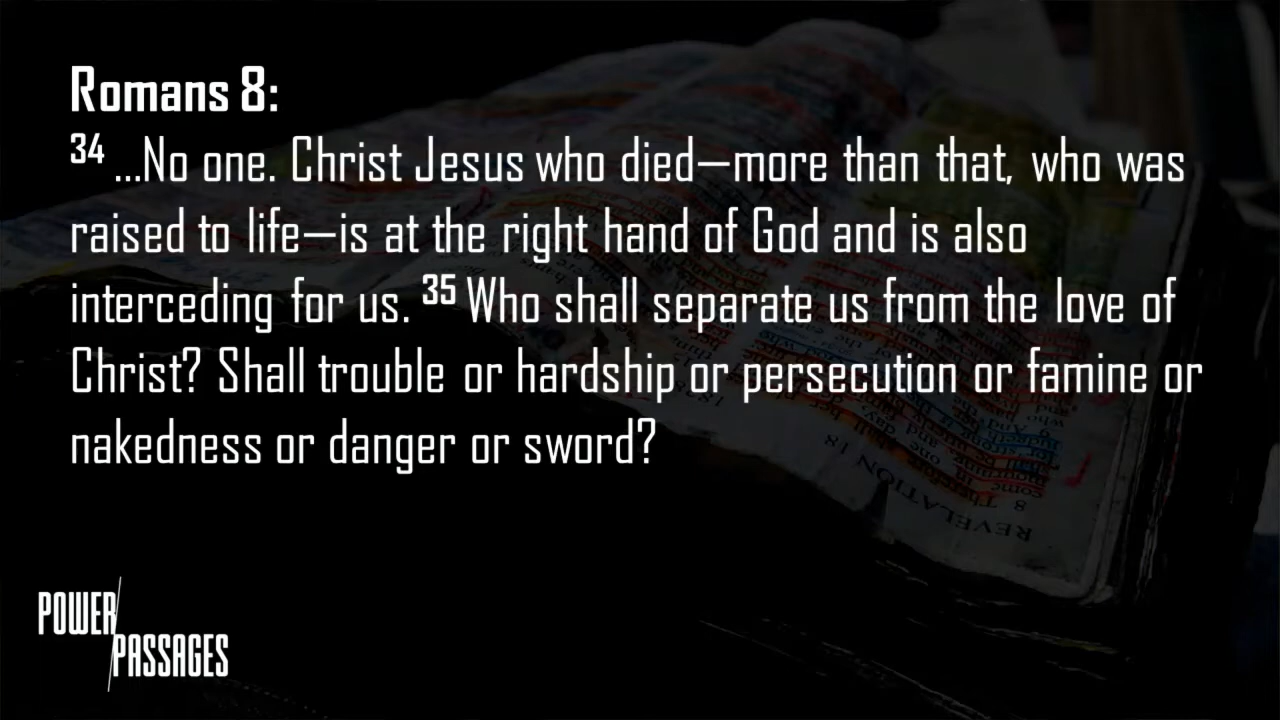 Romans 8:
34 ...No one. Christ Jesus who died—more than that, who was
raised to life—is at the right hand of God and is also
interceding for us. 35 Who shall separate us from the love of
Christ? Shall trouble or hardship or persecution or famine or
nakedness or danger or sword?
REVELATION 18
POWER
PASSAGES